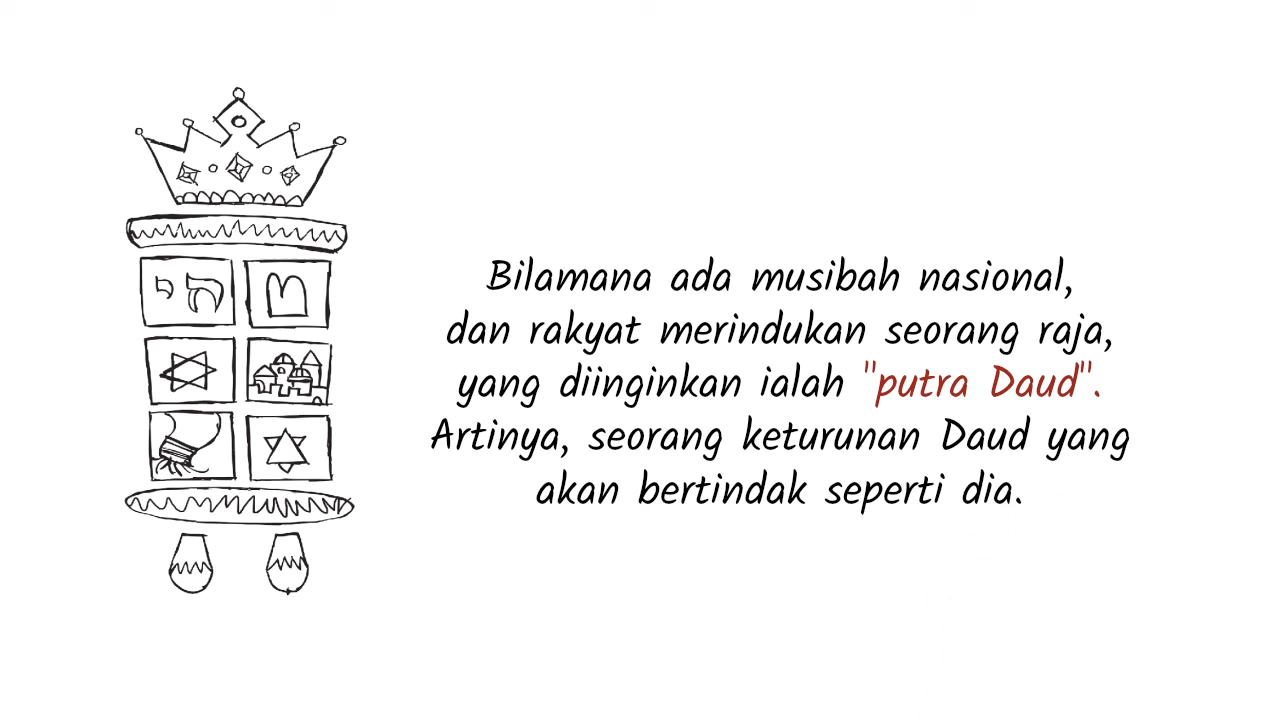 יה
Bilamana ada musibah nasional,
dan rakyat merindukan seorang raja,
yang diinginkan ialah "putra Daud".
Artinya, seorang keturunan Daud yang
akan bertindak seperti dia.